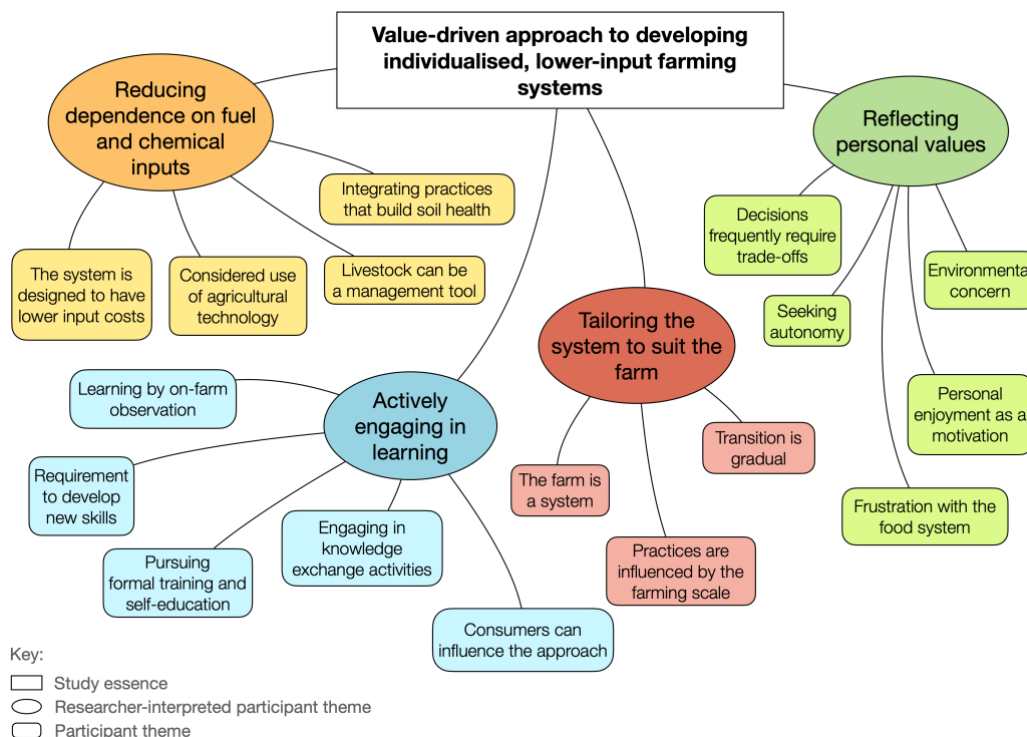 Value-driven approach to developing
individualised, lower-input farming
systems
Reducing
dependence on fuel
and chemical
inputs
Integrating practices
that build soil health
The system is
designed to have
lower input costs
Considered use
of agricultural
technology
Livestock can be
a management tool
Reflecting
personal values
Decisions
frequently require
trade-offs
Seeking
autonomy
Environmenta
concern
Personal
enjoyment as a
motivation
Frustration with the
food system
Tailoring the
system to suit the
farm
The farm is
a system
Transition is
gradual
Practices are
influenced by the
farming scale
Actively
engaging in
learning
Learning by on-farm
observation
Requirement
to develop
new skills
Pursuing
formal training and
self-education
Engaging in
knowledge
exchange activities
Consumers can
influence the approach
Key:
Study essence
Researcher-interpreted participant theme
Participant theme